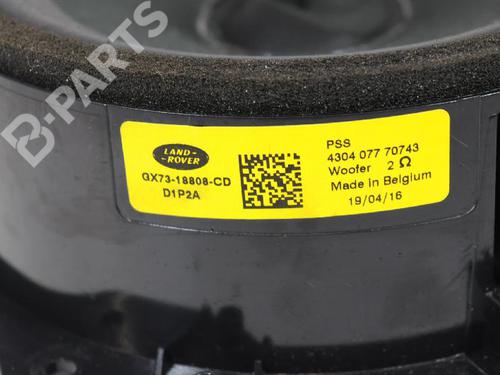 B-PARTS
LAND-
-ROVER
GX73-18808-CD
D1P2A
PSS
4304 077 70743
Woofer 2 Ω
Made In Belgium
19/04/16